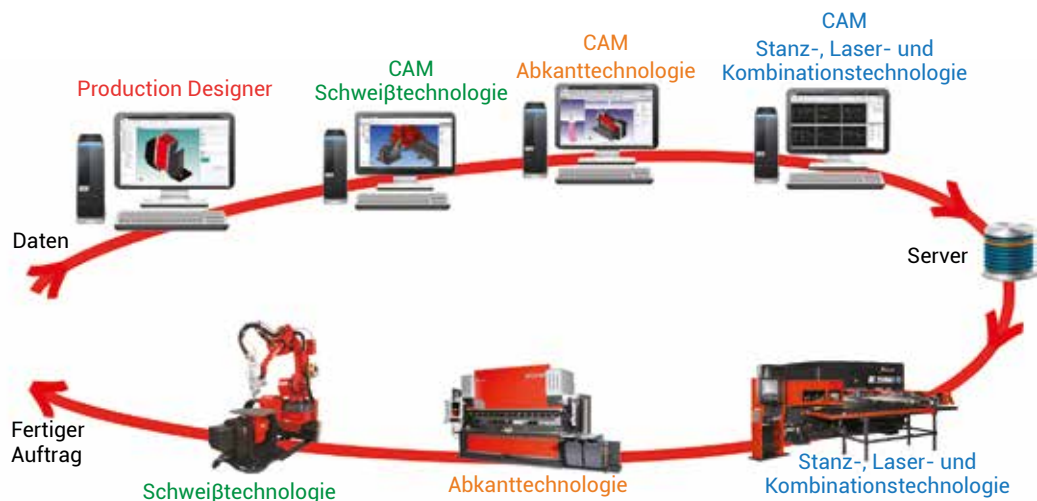 CAM
Stanz-, Laser- und
Kombinationstechnologie
CAM
Abkanttechnologie
CAM
Schweiβtechnologie
Production Designer
Daten
Server
Fertiger
Auftrag
Schweiβtechnologie
Abkanttechnologie
Stanz-, Laser- und
Kombinationstechnologie